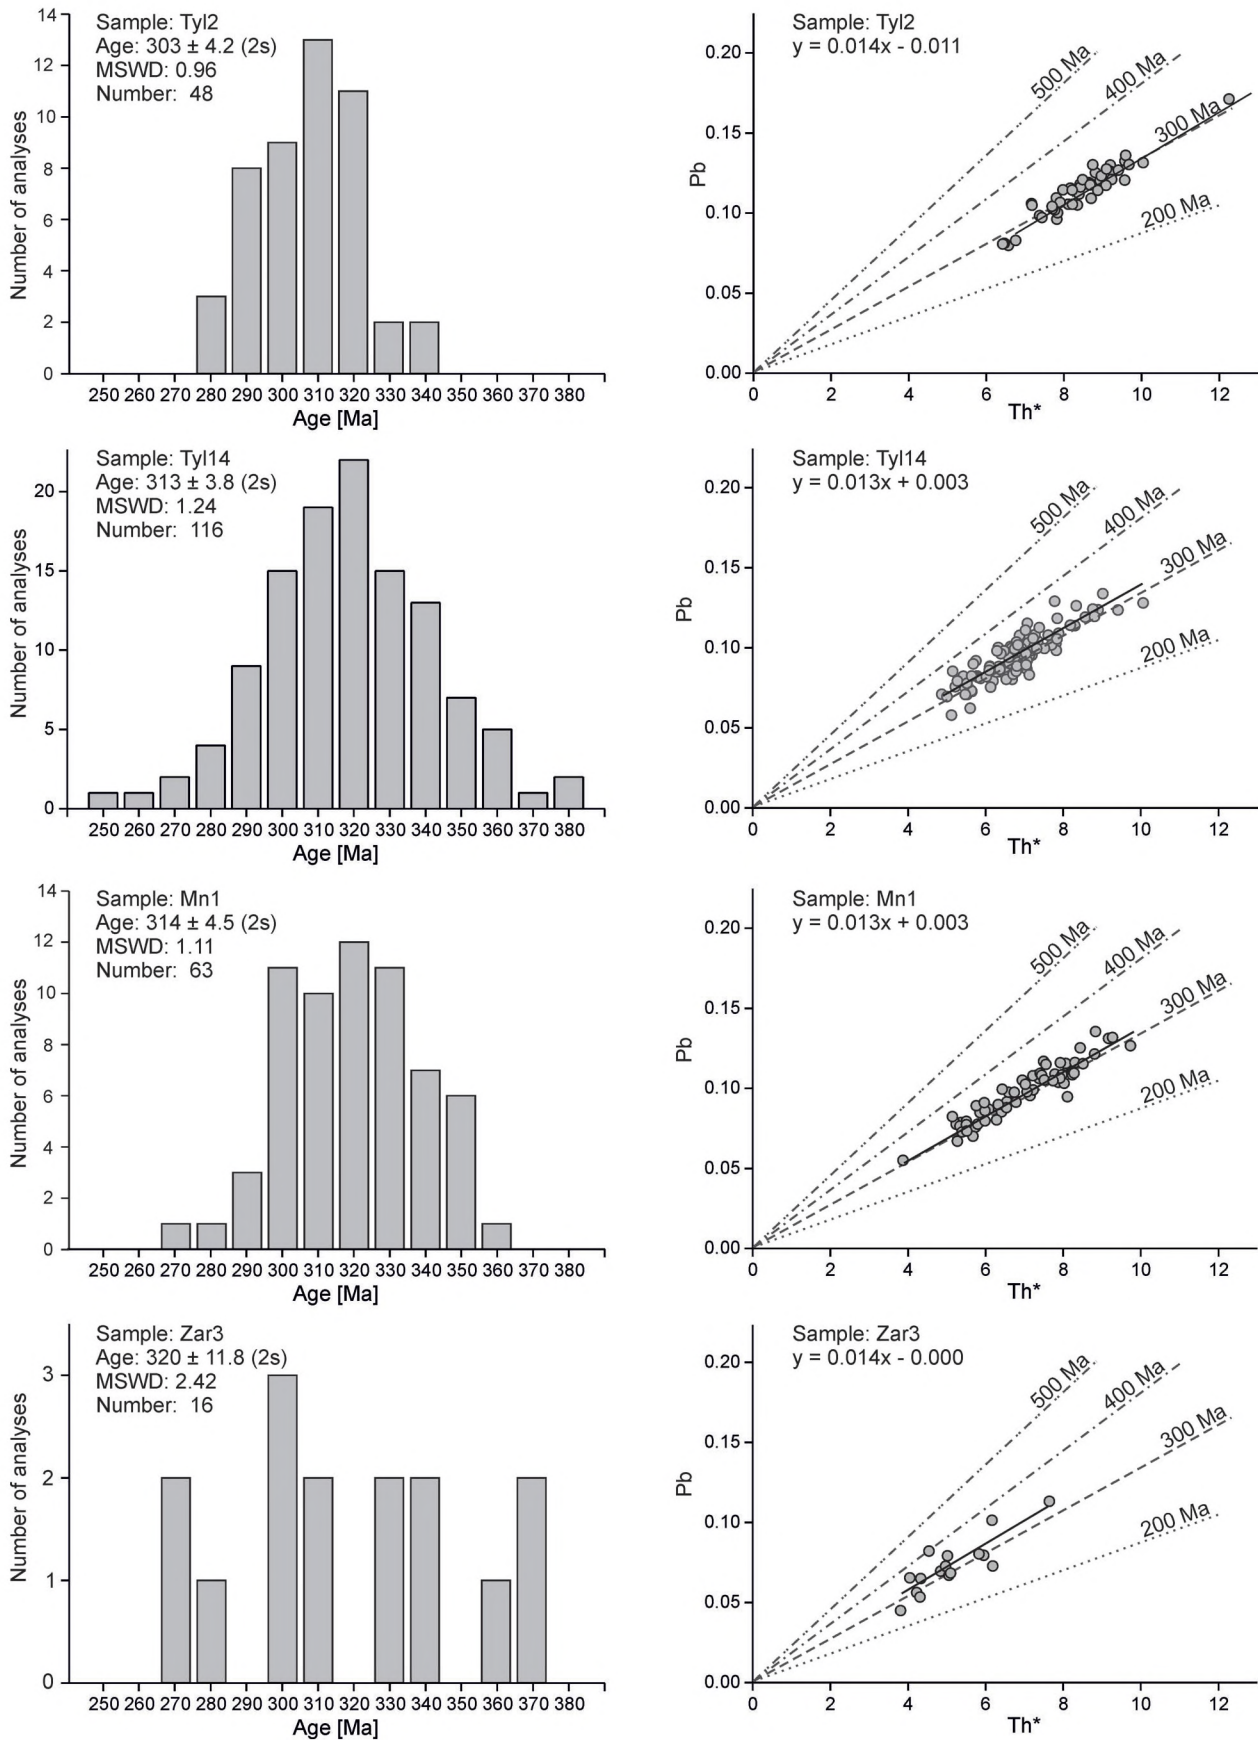 Sample: Tyl2
Age: 303 ± 4.2 (2s)
MSWD: 0.96
Number: 48
Number of analyses
14
12
10
8
6
4
2
0
250 260 270 280 290 300 310 320 330 340 350 360 370 380
Age [Ma]
Sample: Tyl2
y = 0.014x - 0.011
500 Ma
400 Ma
300 Ma
200 Ma
Pb
0.20
0.15
0.10
0.05
0.00
0 2 4 6 8 10 12
Th*
Sample: Tyl14
Age: 313 ± 3.8 (2s)
MSWD: 1.24
Number: 116
Number of analyses
20
15
10
5
0
250 260 270 280 290 300 310 320 330 340 350 360 370 380
Age [Ma]
Sample: Tyl14
y = 0.013x + 0.003
500 Ma
400 Ma
300 Ma
200 Ma
Pb
0.20
0.15
0.10
0.05
0.00
0 2 4 6 8 10 12
Th*
Sample: Mn1
Age: 314 ± 4.5 (2s)
MSWD: 1.11
Number: 63
Number of analyses
14
12
10
8
6
4
2
0
250 260 270 280 290 300 310 320 330 340 350 360 370 380
Age [Ma]
Sample: Mn1
y = 0.013x + 0.003
500 Ma
400 Ma
300 Ma
200 Ma
Pb
0.20
0.15
0.10
0.05
0.00
0 2 4 6 8 10 12
Th*
Sample: Zar3
Age: 320 ± 11.8 (2s)
MSWD: 2.42
Number: 16
Number of analyses
3
2
1
0
250 260 270 280 290 300 310 320 330 340 350 360 370 380
Age [Ma]
Sample: Zar3
y = 0.014x - 0.000
500 Ma
400 Ma
300 Ma
200 Ma
Pb
0.20
0.15
0.10
0.05
0.00
0 2 4 6 8 10 12
Th*